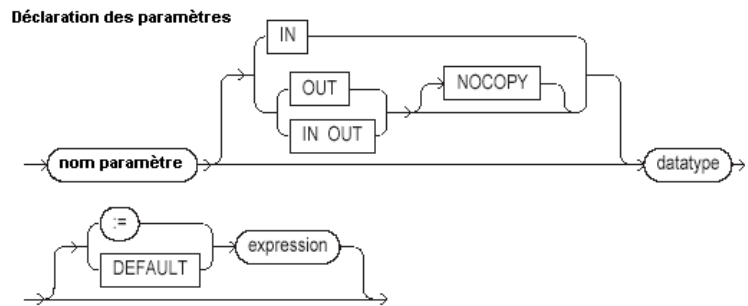 Déclaration des paramètres
IN
OUT
NOCOPY
IN OUT
nom paramètre
datatype
:=
DEFAULT
expression